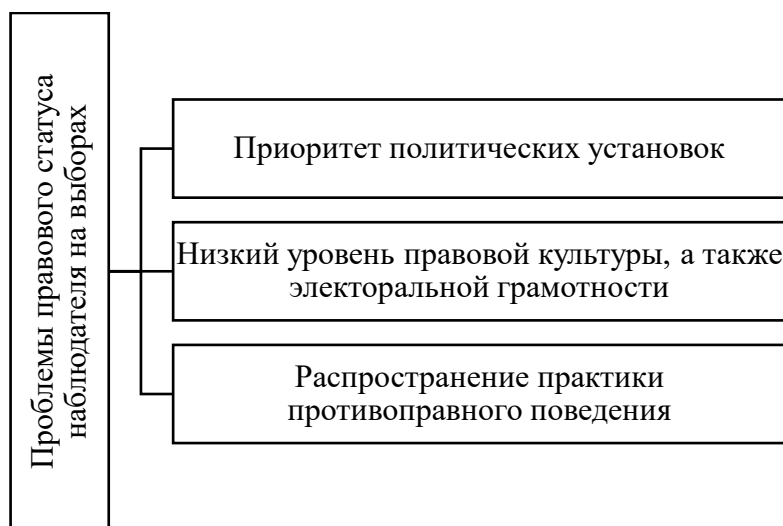 Проблемы правового статуса
наблюдателя на выборах
Приоритет политических установок
Низкий уровень правовой культуры, а также
электоральной грамотности
Распространение практики
противоправного поведения